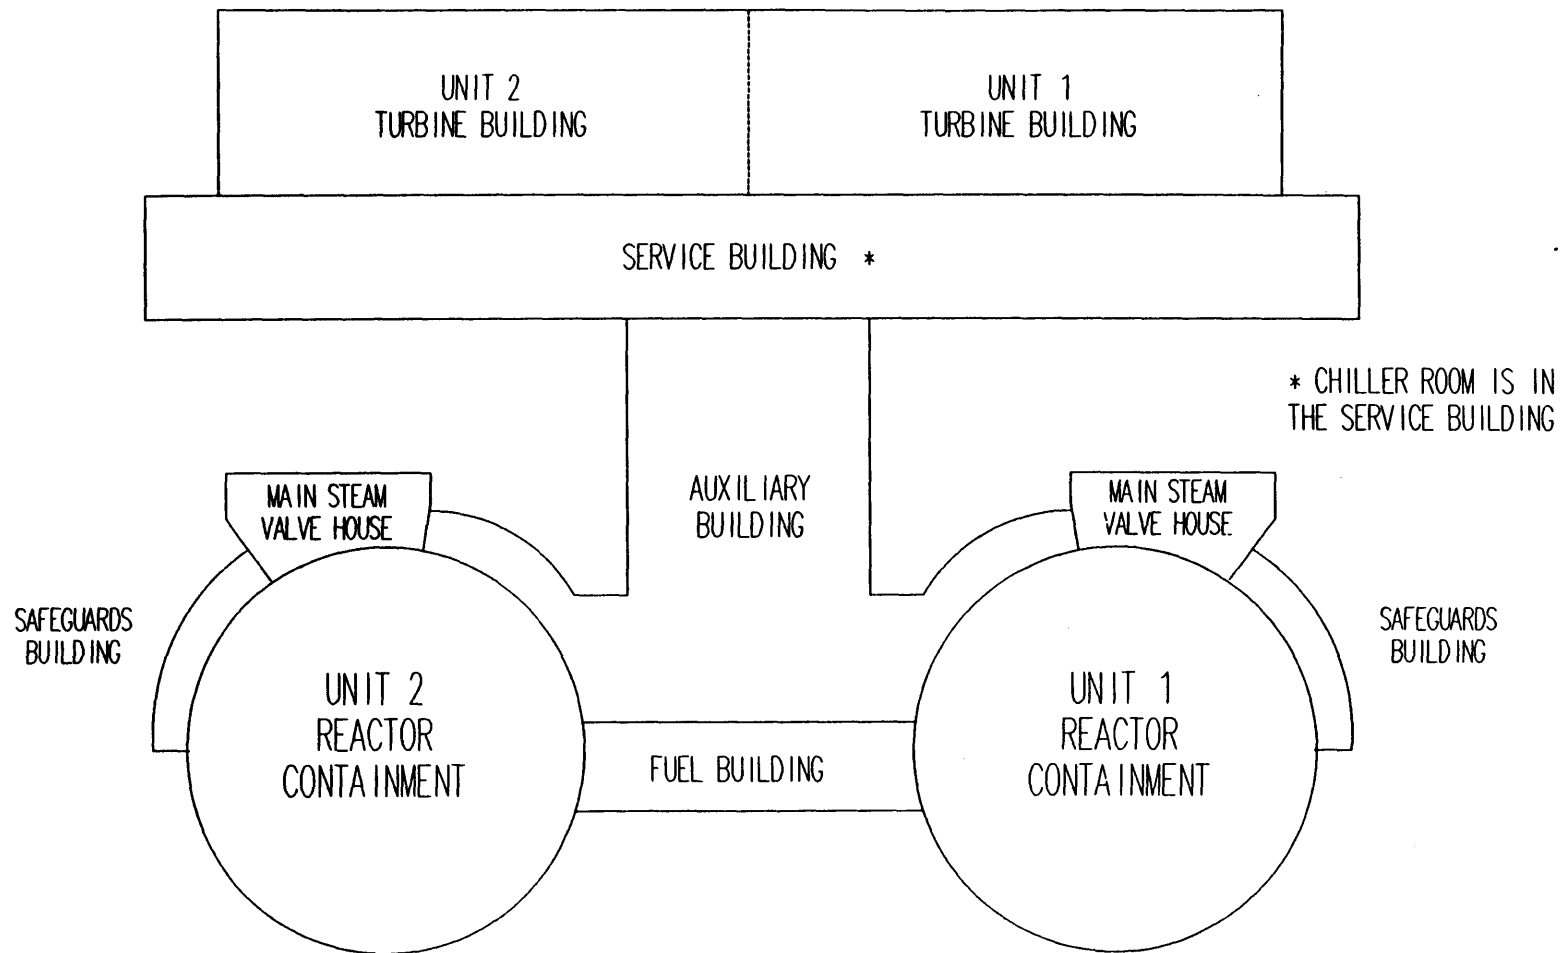 UNIT 2
TURBINE BUILDING
UNIT 1
TURBINE BUILDING
SERVICE BUILDING *
* CHILLER ROOM IS IN
THE SERVICE BUILDING
MAIN STEAM
VALVE HOUSE
AUXILIARY
BUILDING
MAIN STEAM
VALVE HOUSE
SAFEGUARDS
BUILDING
SAFEGUARDS
BUILDING
UNIT 2
REACTOR
CONTAINMENT
FUEL BUILDING
UNIT 1
REACTOR
CONTAINMENT